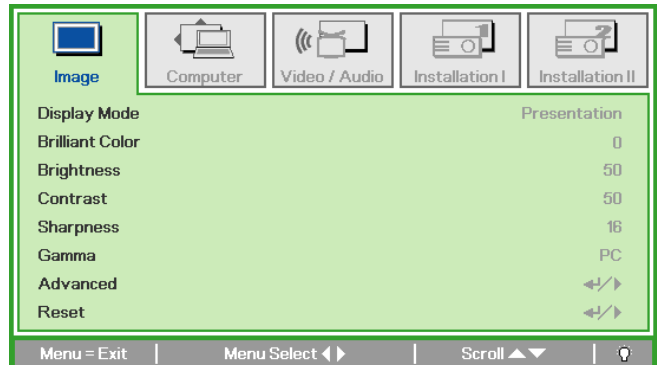 Image Computer Video / Audio Installation I Installation II
Display Mode Presentation
Brilliant Color 0
Brightness 50
Contrast 50
Sharpness 16
Gamma PC
Advanced
Reset
Menu = Exit Menu Select Scroll